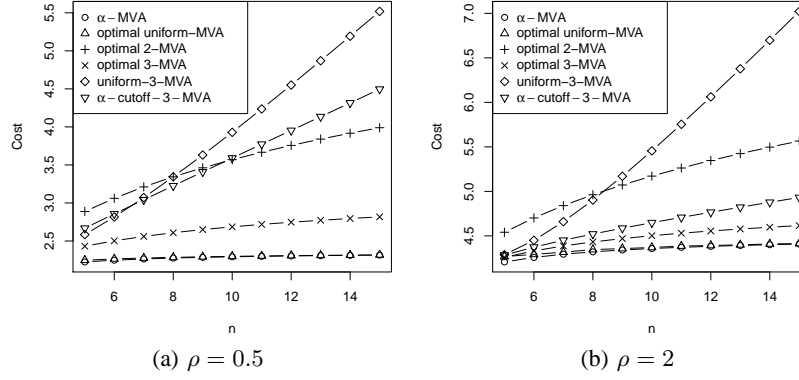 α−MVA
optimal uniform−MVA
optimal 2−MVA
optimal 3−MVA
uniform−3−MVA
α−cutoff−3−MVA
Cost
5.5
5.0
4.5
4.0
3.5
3.0
2.5
6 8 10 12 14
n
(a) ρ = 0.5
α−MVA
optimal uniform−MVA
optimal 2−MVA
optimal 3−MVA
uniform−3−MVA
α−cutoff−3−MVA
Cost
7.0
6.5
6.0
5.5
5.0
4.5
6 8 10 12 14
n
(b) ρ = 2